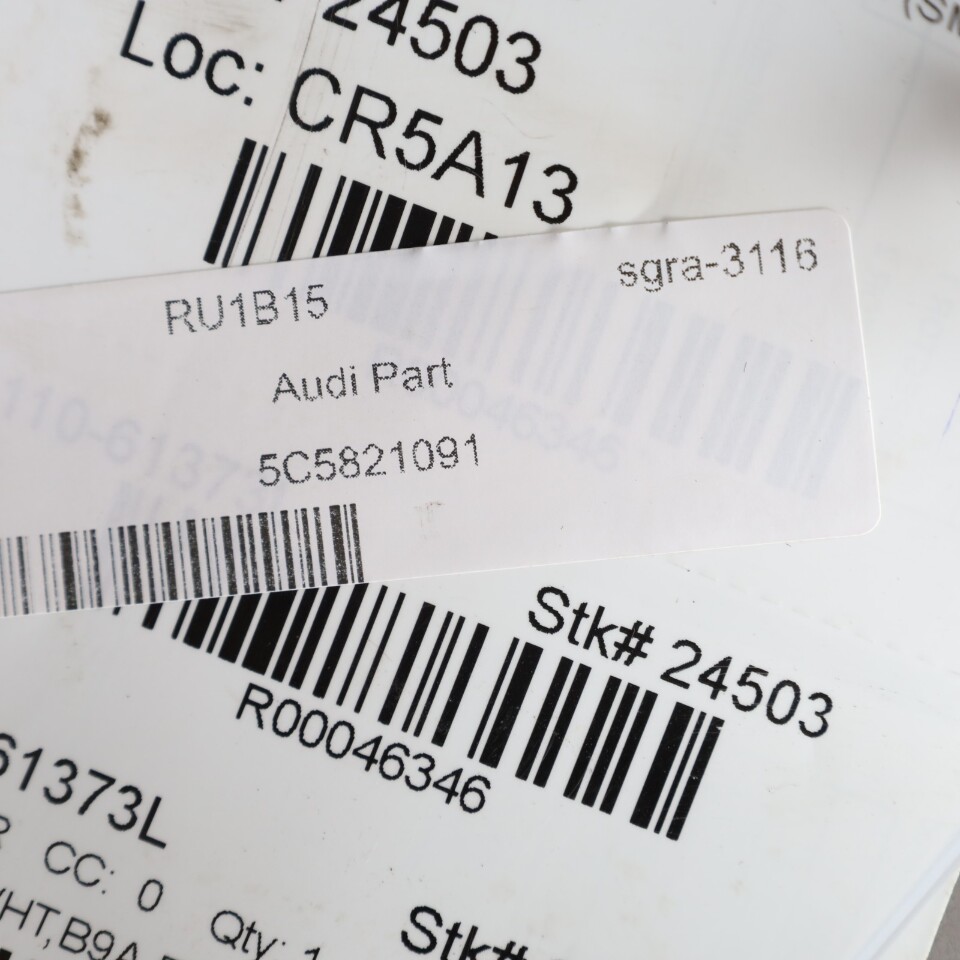 24503
Loc: CR5A13
sgra-3116
RU1B15
Audi Part
5C5821091
Stk# 24503
R00046346
61373L
CC: 0
Qty: 1
Stk#